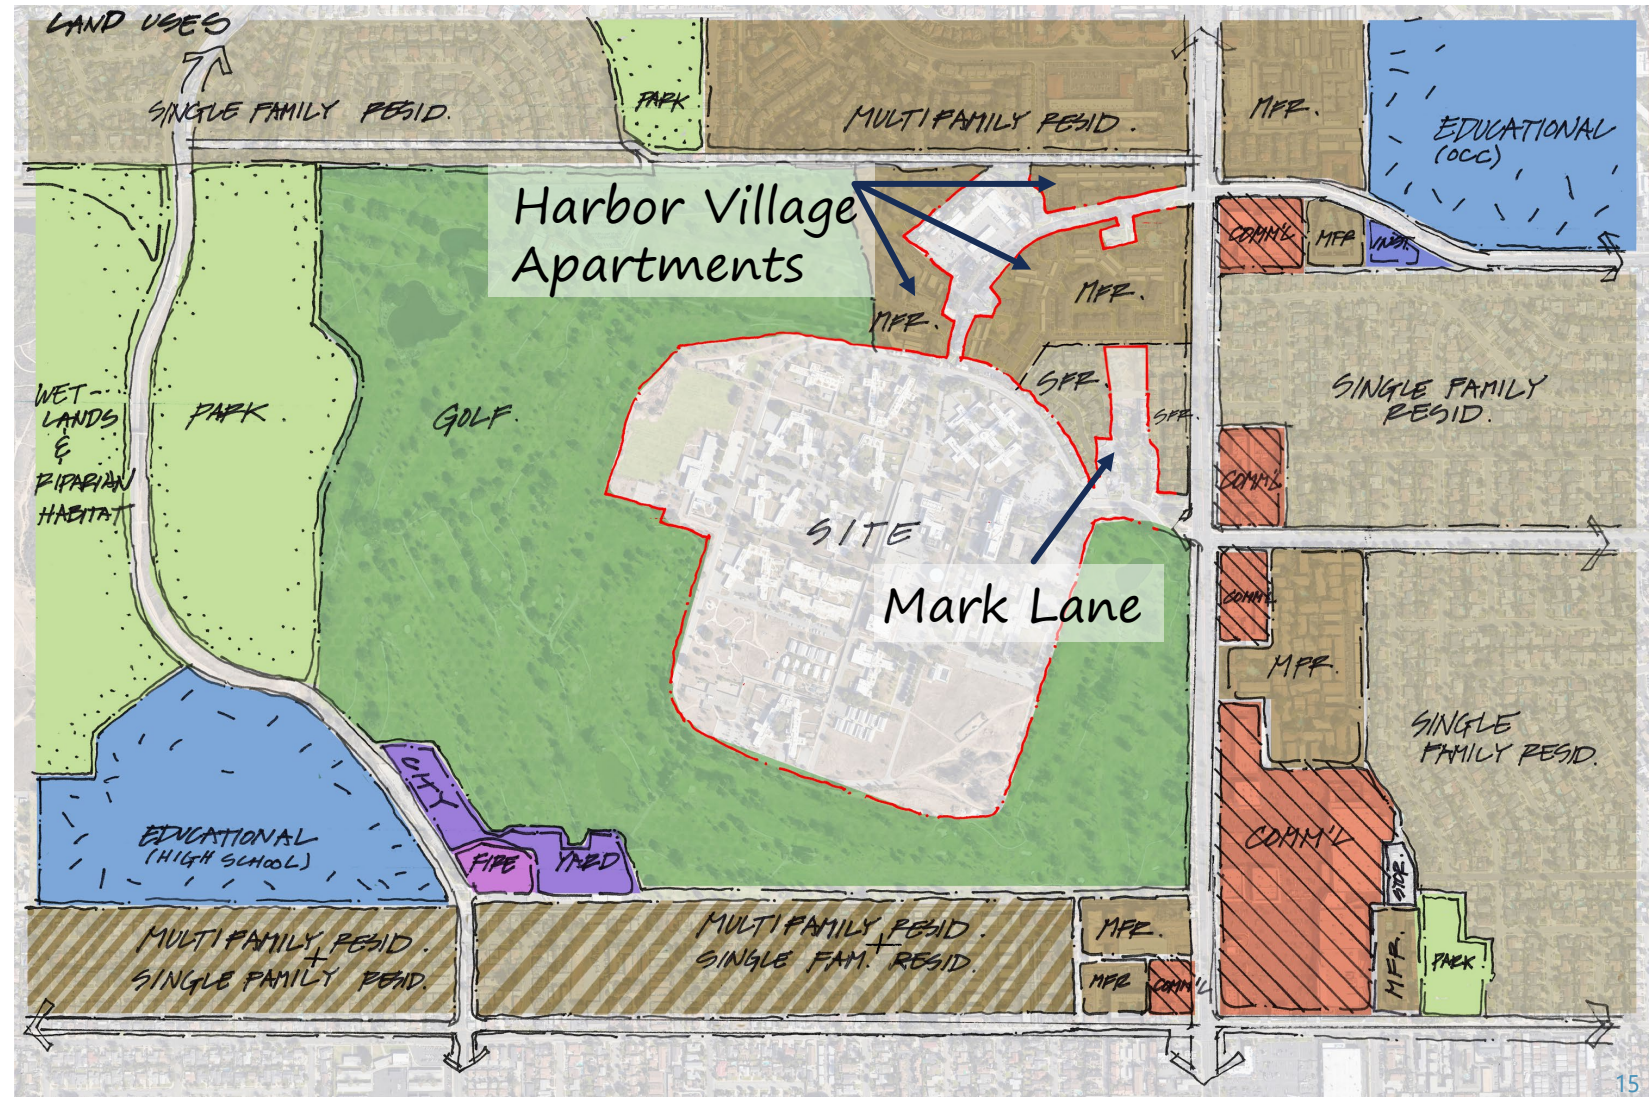 LAND USES
SINGLE FAMILY RESID.
PARK
MULTIFAMILY RESID.
MFR.
EDUCATIONAL
(OCC)
Harbor Village
Apartments
COMM'L
MFR
INST.
MFR.
MFR.
SFR.
SFR.
SINGLE FAMILY
RESID.
WET-
LANDS
&
RIPARIAN
HABITAT
PARK
GOLF.
COMM'L
SITE
Mark Lane
COMM'L
MFR.
SINGLE
FAMILY RESID.
CITY
FIRE
YARD
EDUCATIONAL
(HIGH SCHOOL)
COMM'L
STOR.
MULTIFAMILY RESID.
+
SINGLE FAMILY RESID.
MULTIFAMILY RESID.
+
SINGLE FAM. RESID.
MFR.
MFR
COMM'L
MFR.
PARK
15